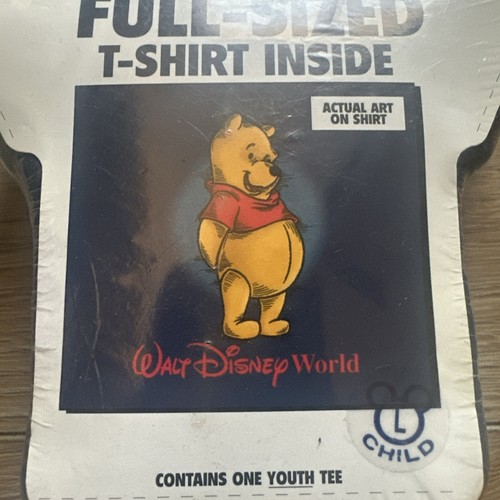 FULL-SIZED
T-SHIRT INSIDE
ACTUAL ART
ON SHIRT
WALT DISNEY World
L
CHILD
CONTAINS ONE YOUTH TEE